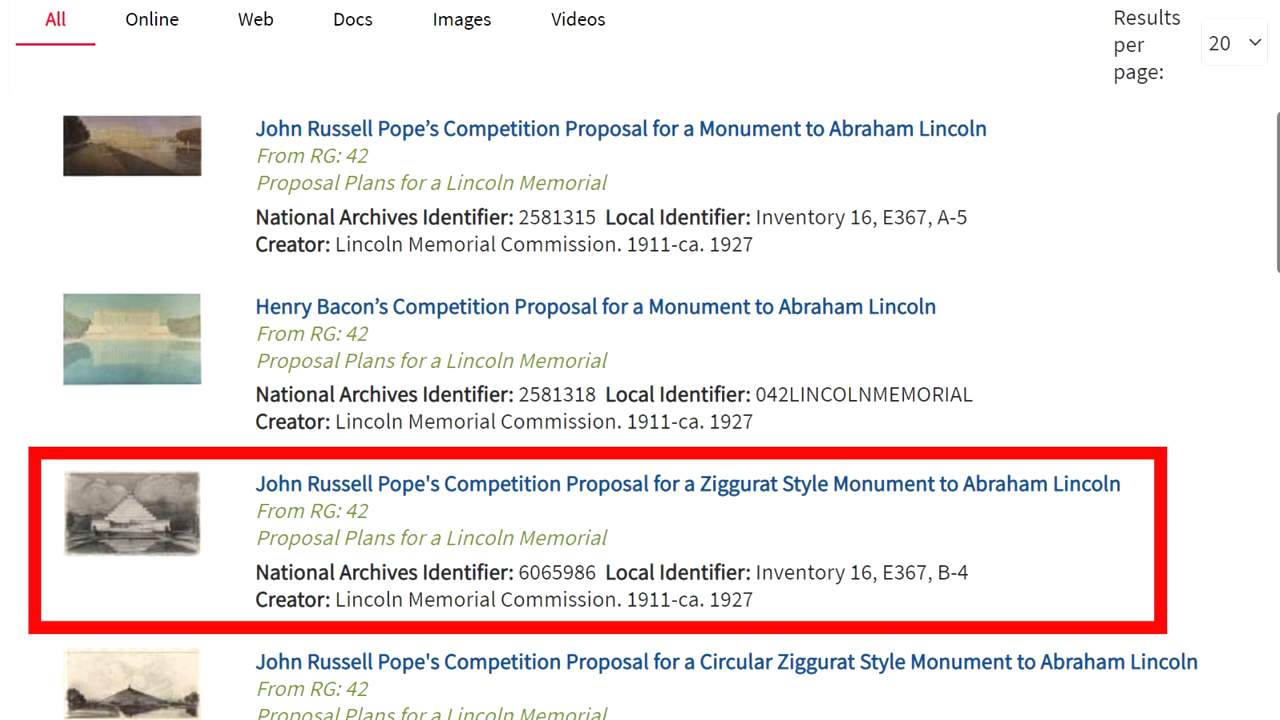 All Online Web Docs Images Videos
Results
per
page:
20
John Russell Pope’s Competition Proposal for a Monument to Abraham Lincoln
From RG: 42
Proposal Plans for a Lincoln Memorial
National Archives Identifier: 2581315 Local Identifier: Inventory 16, E367, A-5
Creator: Lincoln Memorial Commission. 1911-ca. 1927
Henry Bacon’s Competition Proposal for a Monument to Abraham Lincoln
From RG: 42
Proposal Plans for a Lincoln Memorial
National Archives Identifier: 2581318 Local Identifier: 042LINCOLNMEMORIAL
Creator: Lincoln Memorial Commission. 1911-ca. 1927
John Russell Pope's Competition Proposal for a Ziggurat Style Monument to Abraham Lincoln
From RG: 42
Proposal Plans for a Lincoln Memorial
National Archives Identifier: 6065986 Local Identifier: Inventory 16, E367, B-4
Creator: Lincoln Memorial Commission. 1911-ca. 1927
John Russell Pope's Competition Proposal for a Circular Ziggurat Style Monument to Abraham Lincoln
From RG: 42
Proposal Plans for a Lincoln Memorial